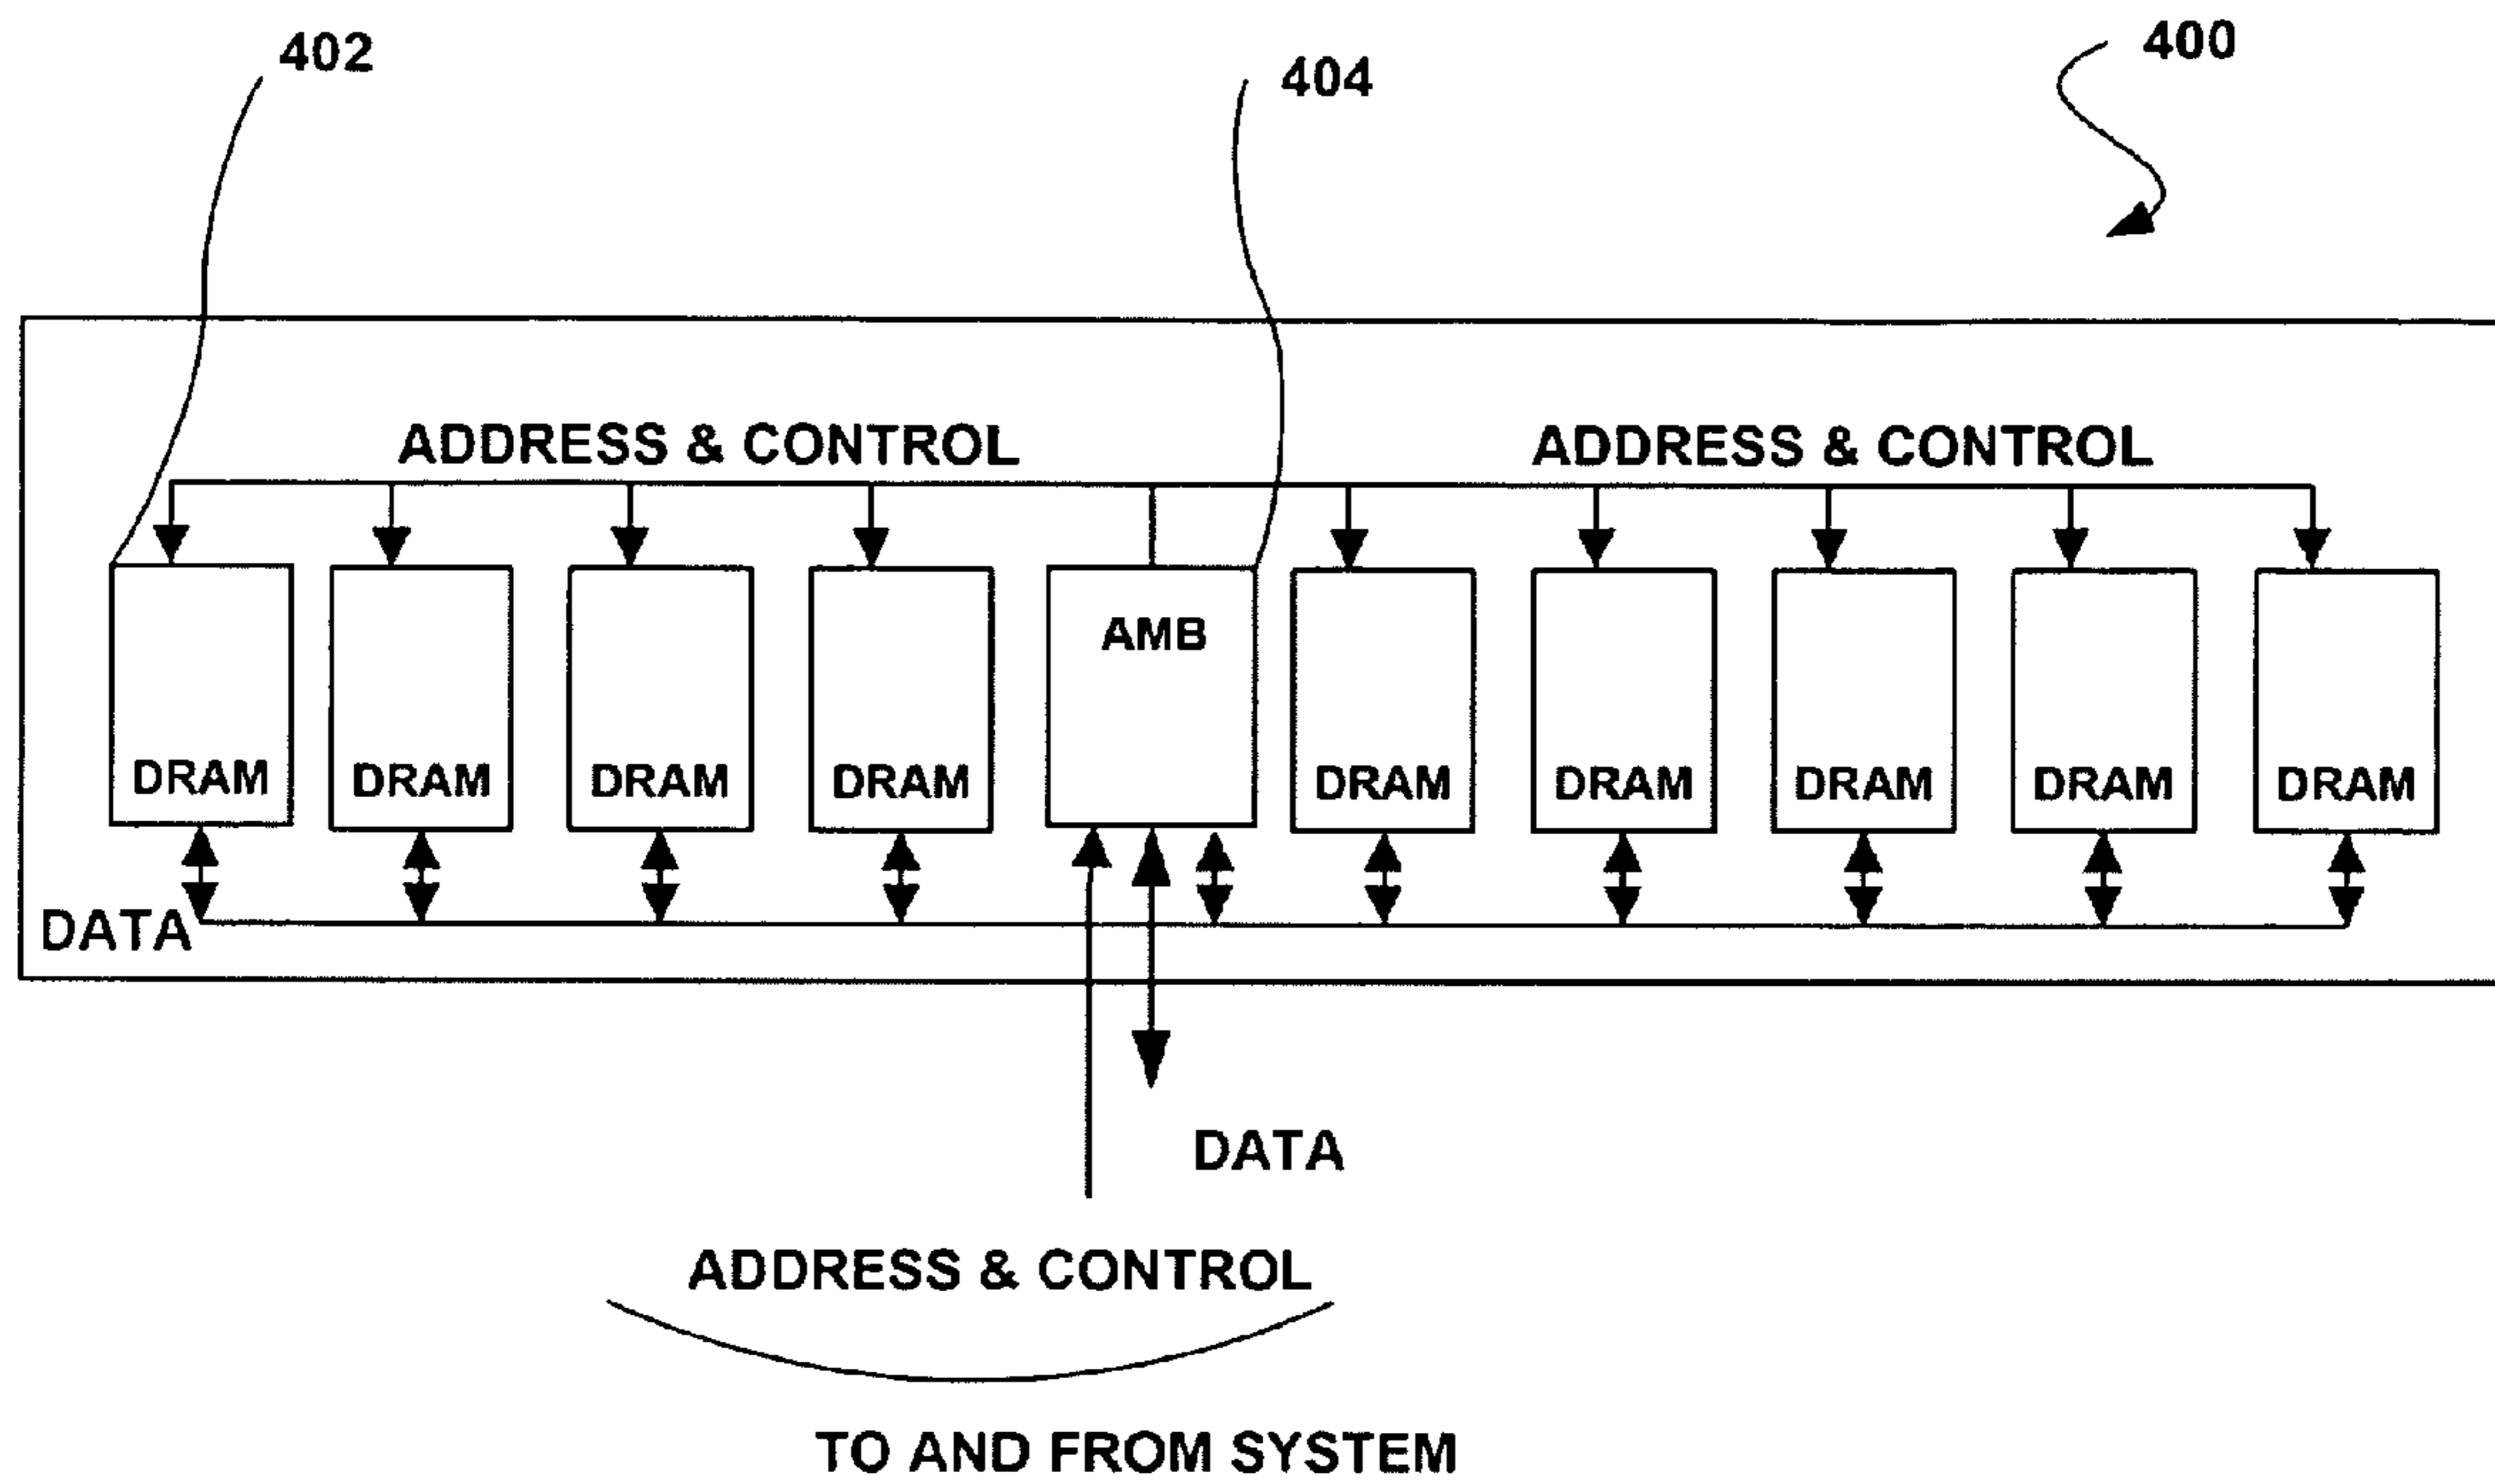 402
404
400
ADDRESS & CONTROL
ADDRESS & CONTROL
AMB
DRAM
DRAM
DRAM
DRAM
DRAM
DRAM
DRAM
DRAM
DRAM
DATA
DATA
ADDRESS & CONTROL
TO AND FROM SYSTEM